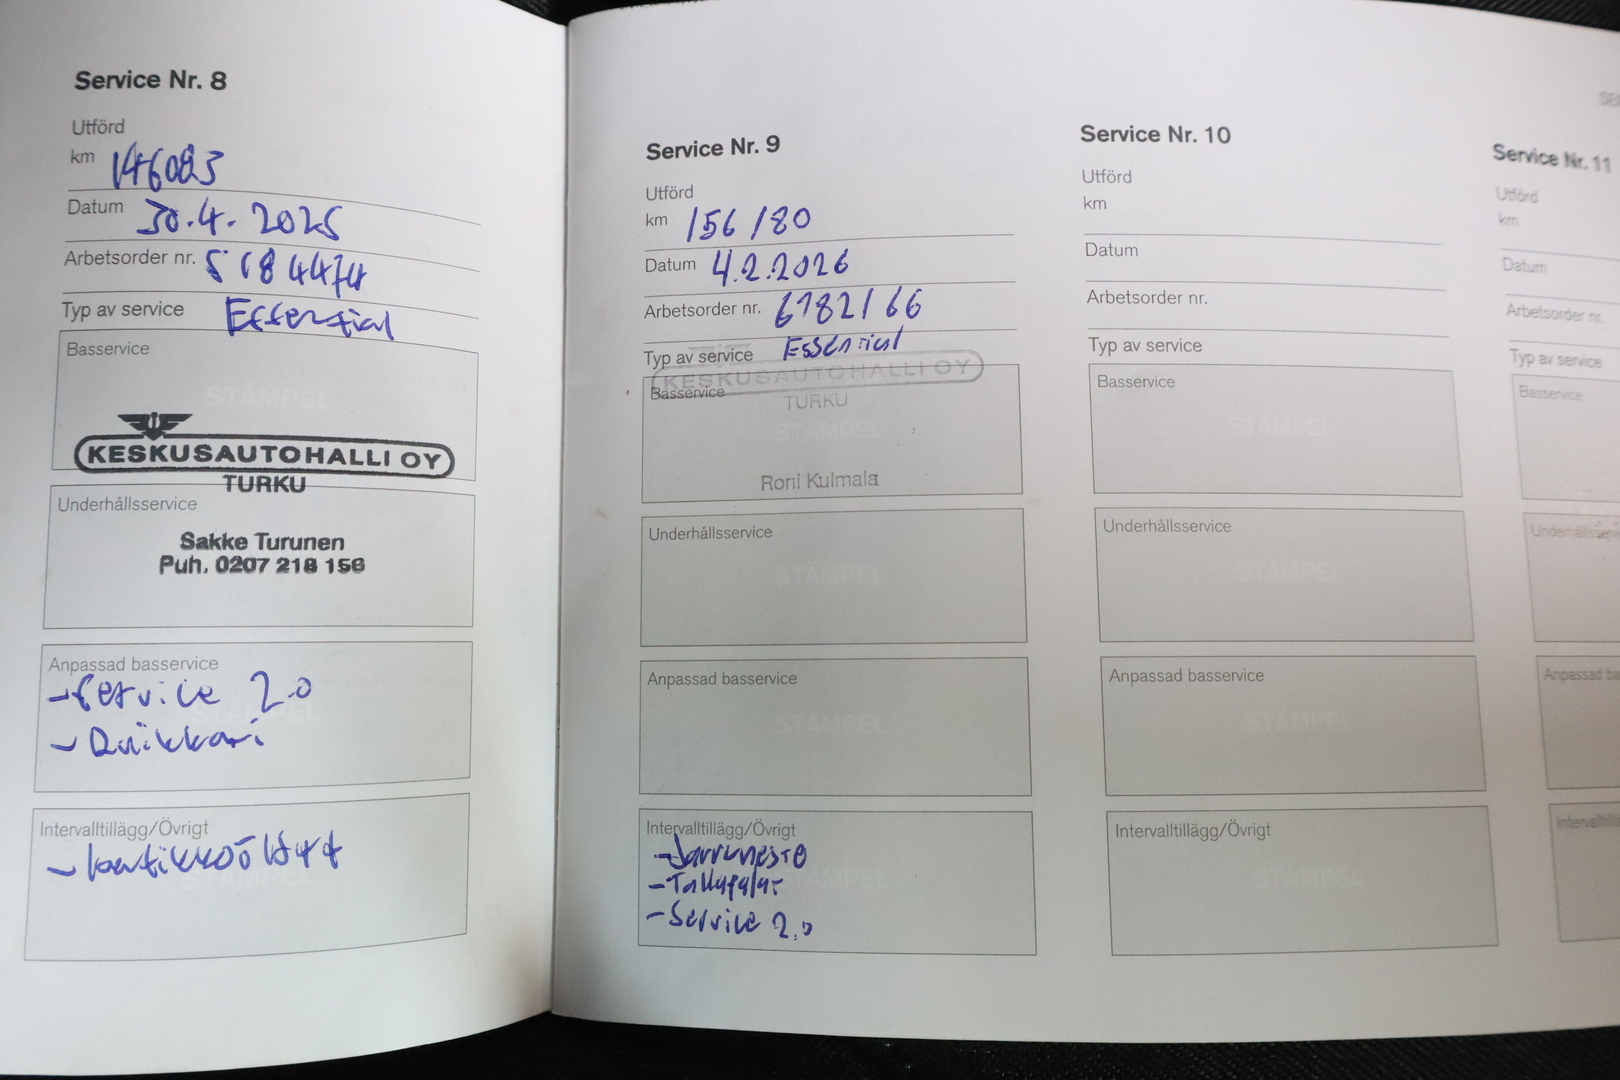 Service Nr. 8
Utförd
km 146083
Datum 30.4.2025
Arbetsorder nr. 5184474
Typ av service Essential
Basservice
STÄMPEL
KESKUSAUTOHALLI OY
TURKU
Underhållsservice
Sakke Turunen
Puh. 0207 218 156
Anpassad basservice
- Service 2.0
STÄMPEL
Intervalltillägg/Övrigt
STÄMPEL
Service Nr. 9
Utförd
km 156180
Datum 4.2.2026
Arbetsorder nr. 6182166
Typ av service Essential
KESKUSAUTOHALLI OY
Basservice
TURKU
STÄMPEL
Roni Kulmala
Underhållsservice
STÄMPEL
Anpassad basservice
STÄMPEL
Intervalltillägg/Övrigt
- Jarruneste
STÄMPEL
- Service 2.0
Service Nr. 10
Utförd
km
Datum
Arbetsorder nr.
Typ av service
Basservice
STÄMPEL
Underhållsservice
STÄMPEL
Anpassad basservice
STÄMPEL
Intervalltillägg/Övrigt
STÄMPEL
Service Nr. 11
Utförd
km
Datum
Arbetsorder nr.
Typ av service
Basservice
Anpassad